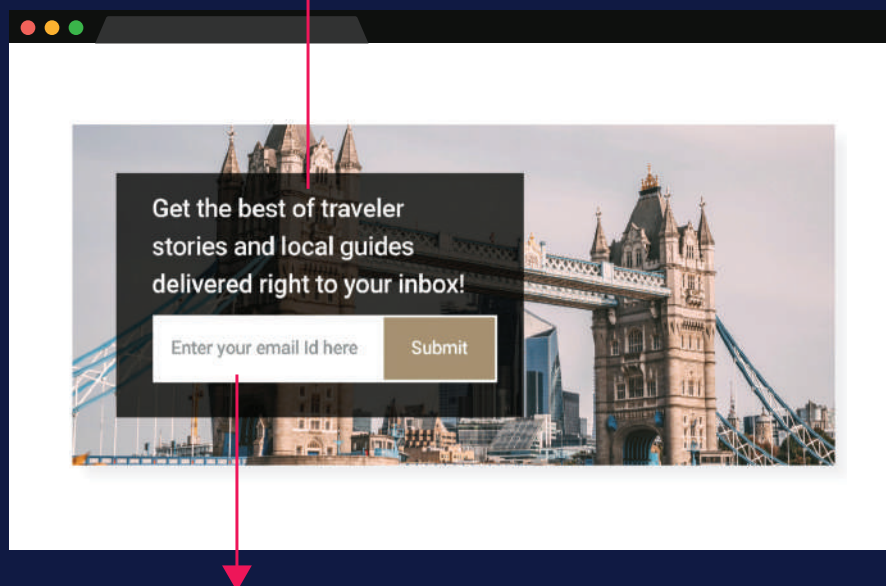 Get the best of traveler
stories and local guides
delivered right to your inbox!
Enter your email Id here
Submit